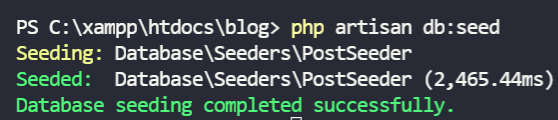 PS C:\xampp\htdocs\blog> php artisan db:seed
Seeding: Database\Seeders\PostSeeder
Seeded:  Database\Seeders\PostSeeder (2,465.44ms)
Database seeding completed successfully.